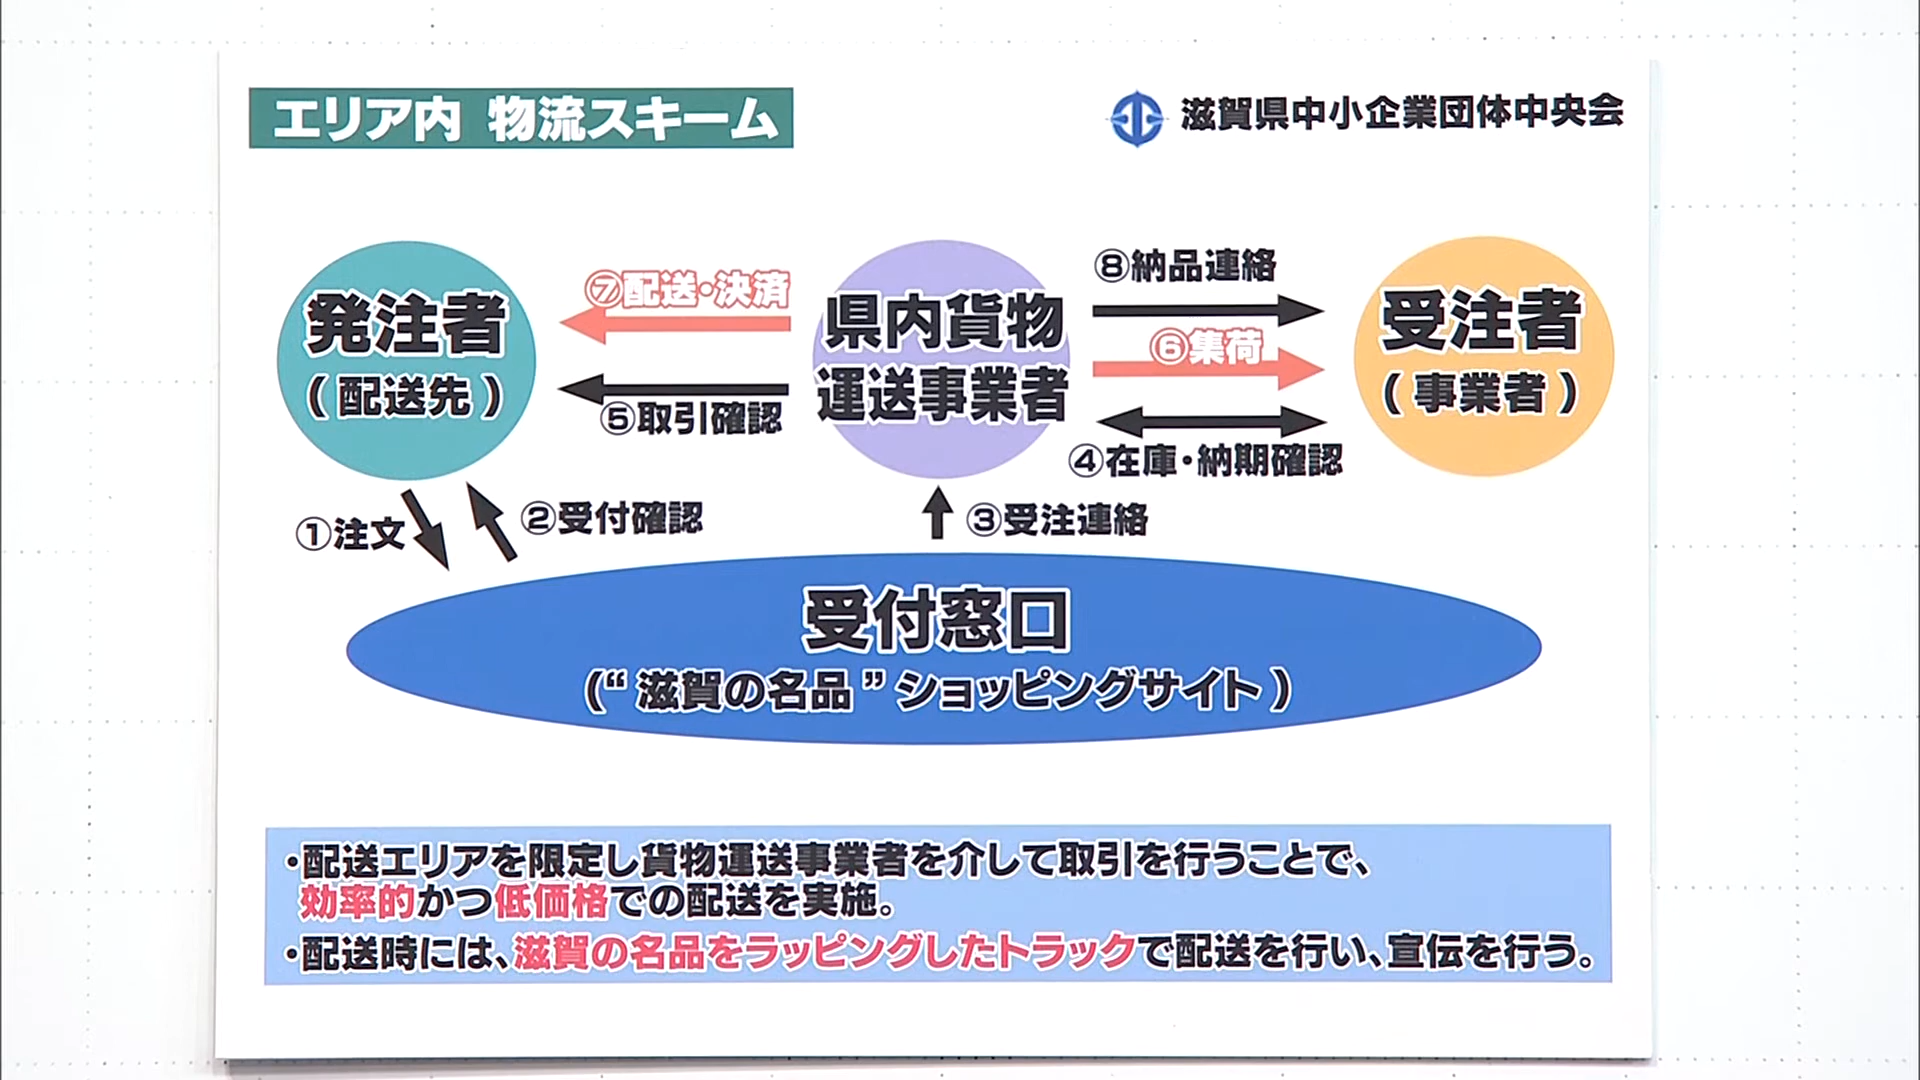 エリア内 物流スキーム
滋賀県中小企業団体中央会
発注者
(配送先)
⑦配送・決済
⑤取引確認
県内貨物
運送事業者
⑧納品連絡
⑥集荷
④在庫・納期確認
受注者
(事業者)
①注文
②受付確認
③受注連絡
受付窓口
(“滋賀の名品”ショッピングサイト)
・配送エリアを限定し貨物運送事業者を介して取引を行うことで、
効率的かつ低価格での配送を実施。
・配送時には、滋賀の名品をラッピングしたトラックで配送を行い、宣伝を行う。